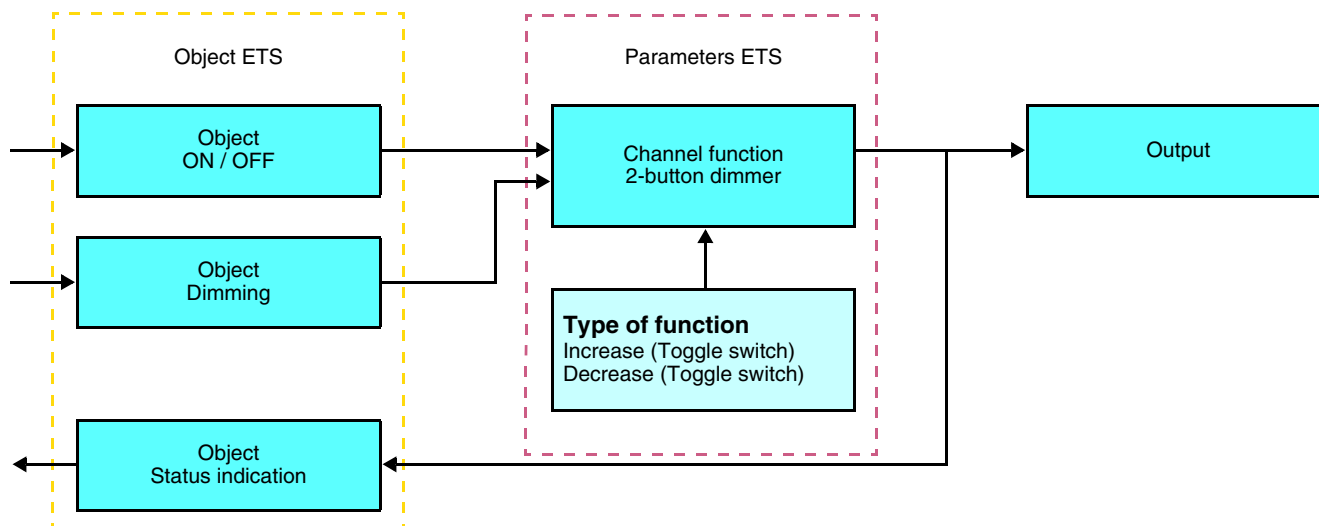 Object ETS
Parameters ETS
Object
ON / OFF
Channel function
2-button dimmer
Output
Object
Dimming
Type of function
Increase (Toggle switch)
Decrease (Toggle switch)
Object
Status indication